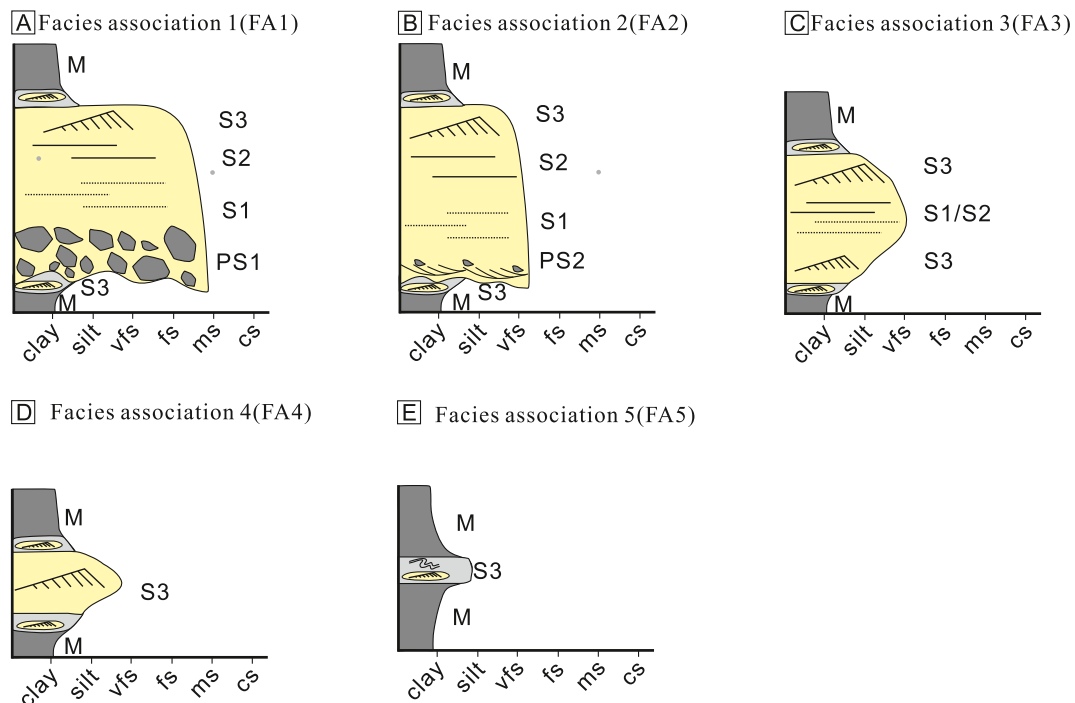 A Facies association 1(FA1)
M
S3
S2
S1
PS1
S3
M
clay silt vfs fs ms cs
B Facies association 2(FA2)
M
S3
S2
S1
PS2
S3
M
clay silt vfs fs ms cs
C Facies association 3(FA3)
M
S3
S1/S2
S3
M
clay silt vfs fs ms cs
D Facies association 4(FA4)
M
S3
M
clay silt vfs fs ms cs
E Facies association 5(FA5)
M
S3
M
clay silt vfs fs ms cs